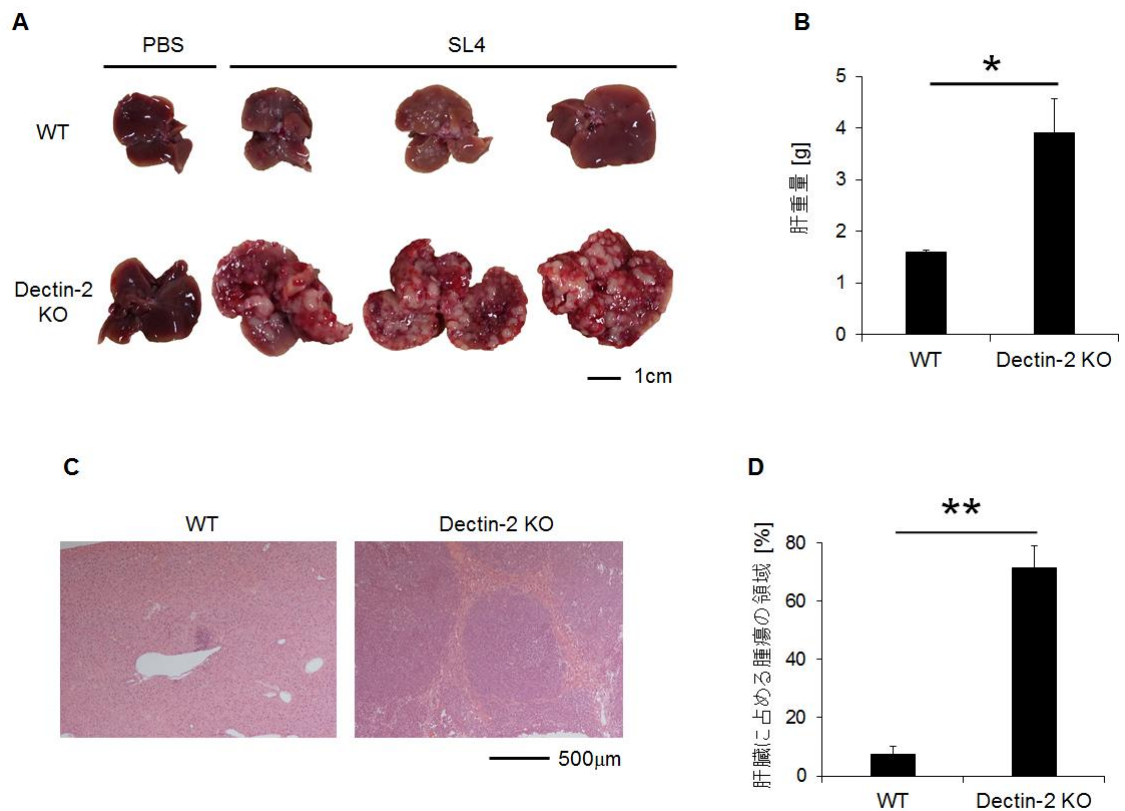 A
PBS
SL4
WT
Dectin-2
KO
1cm
B
*
5
4
3
2
1
0
肝重量 [g]
WT
Dectin-2 KO
C
WT
Dectin-2 KO
500μm
D
**
80
60
40
20
0
肝臓に占める腫瘍の領域 [%]
WT
Dectin-2 KO